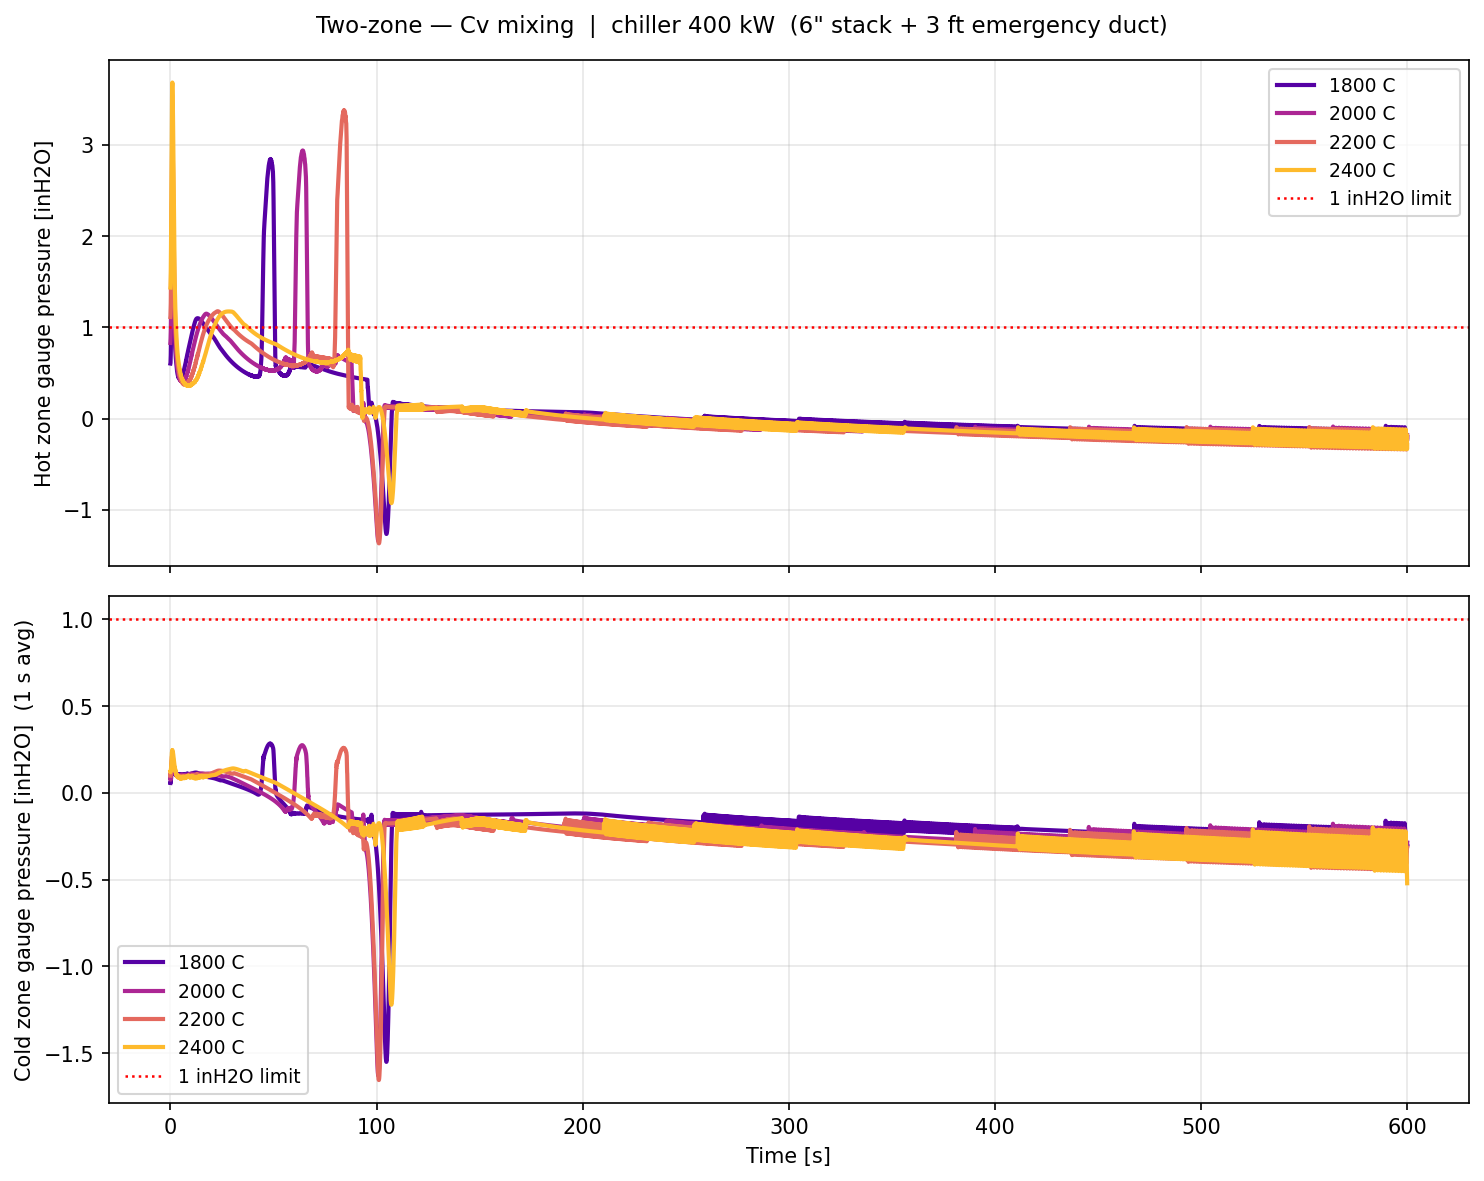 Two-zone — Cv mixing  |  chiller 400 kW  (6" stack + 3 ft emergency duct)
Hot zone gauge pressure [inH2O]
3
2
1
0
−1
1800 C
2000 C
2200 C
2400 C
1 inH2O limit
Cold zone gauge pressure [inH2O]  (1 s avg)
1.0
0.5
0.0
−0.5
−1.0
−1.5
1800 C
2000 C
2200 C
2400 C
1 inH2O limit
0
100
200
300
400
500
600
Time [s]